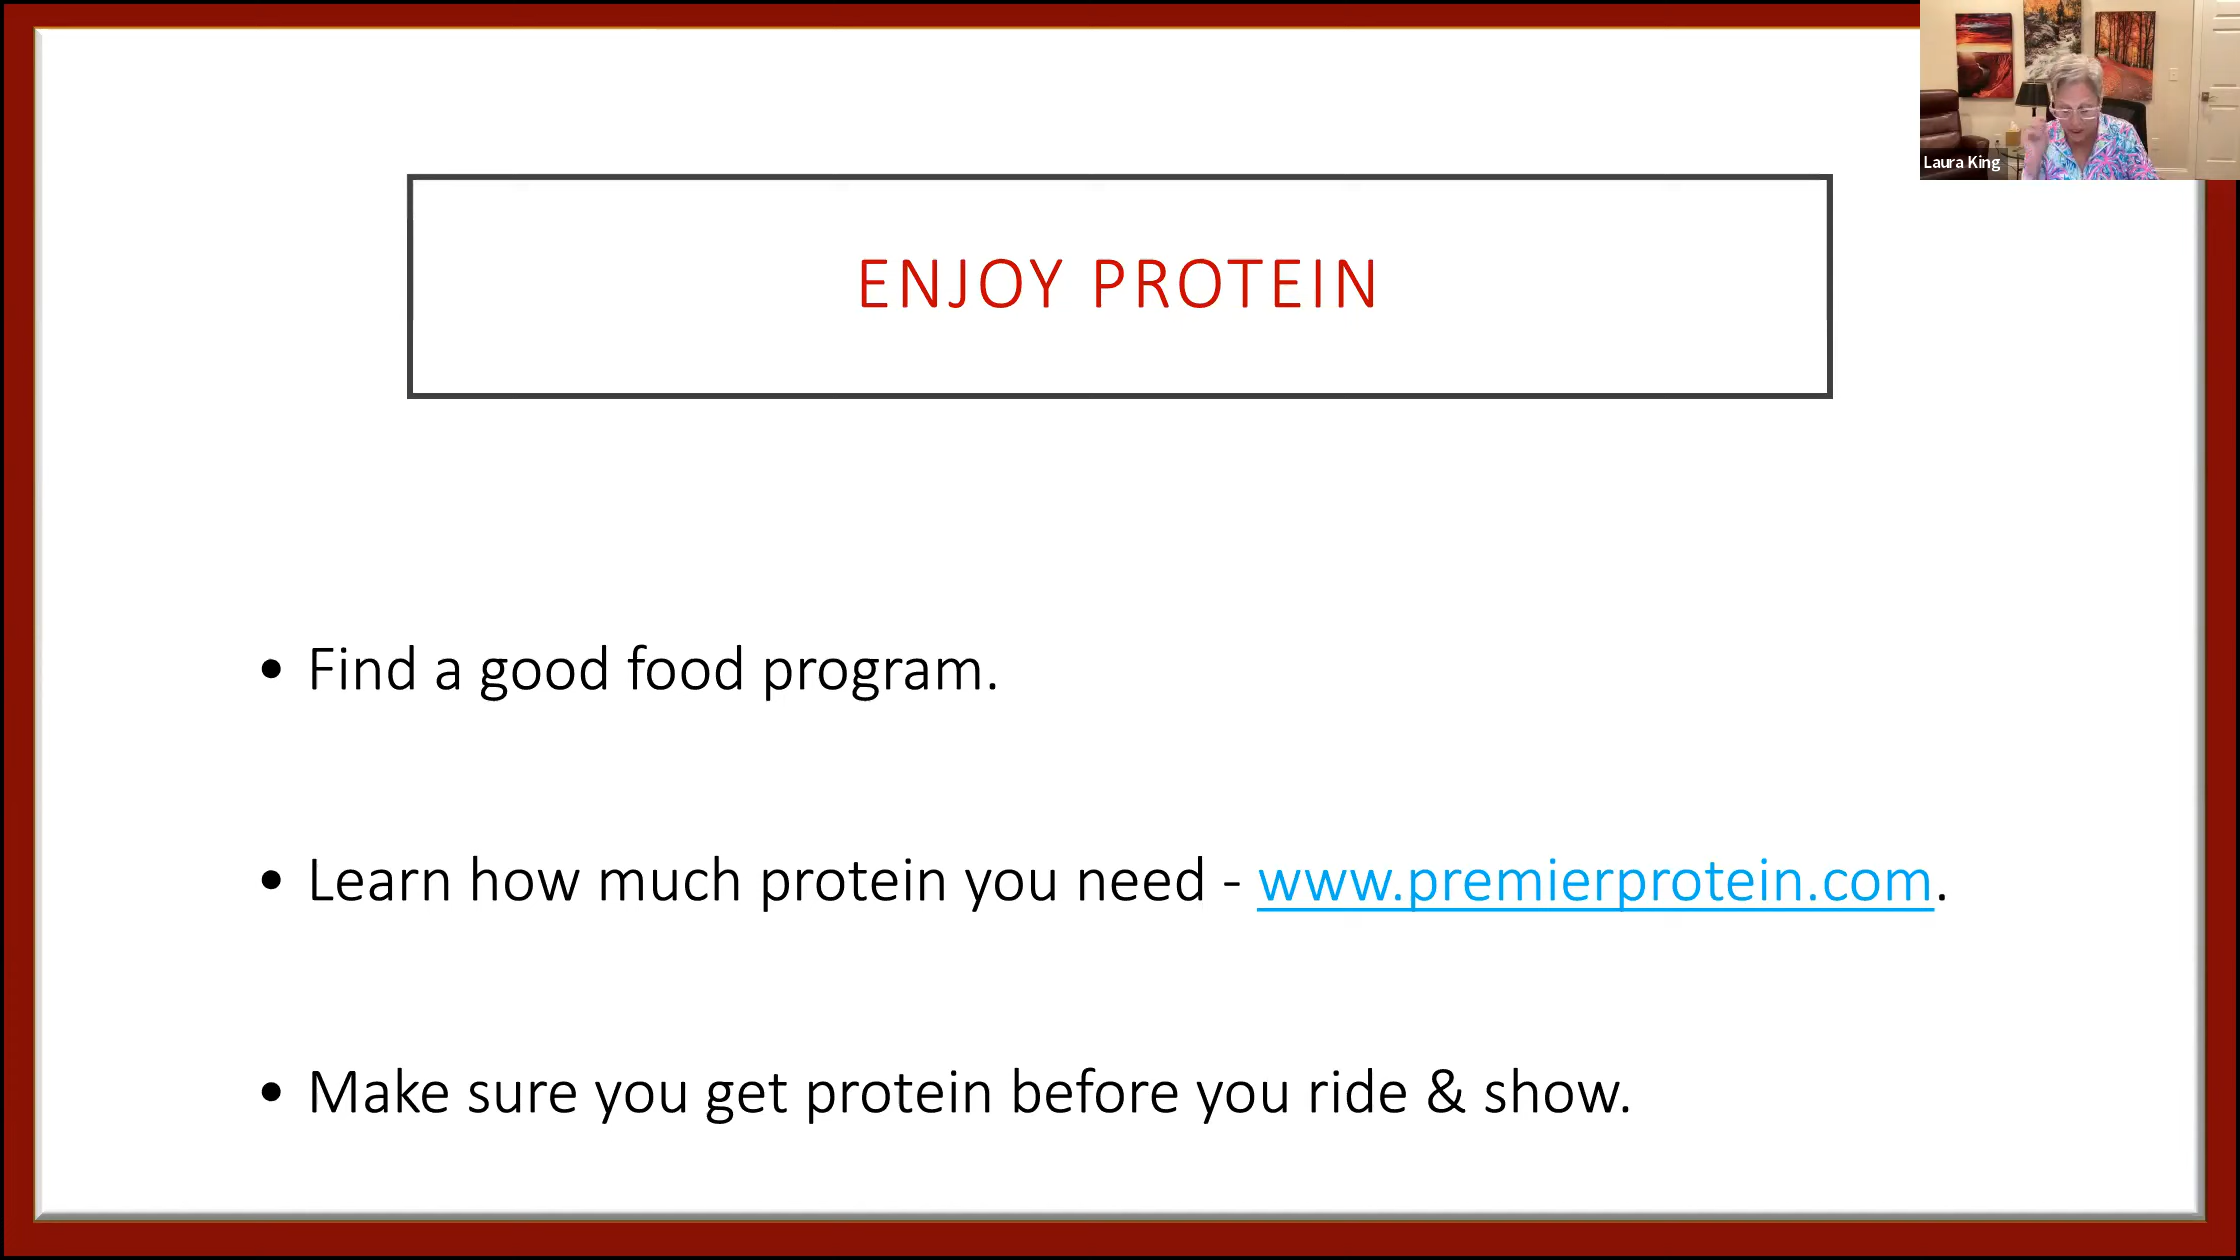 Laura King
ENJOY PROTEIN
• Find a good food program.
• Learn how much protein you need - www.premierprotein.com.
• Make sure you get protein before you ride & show.